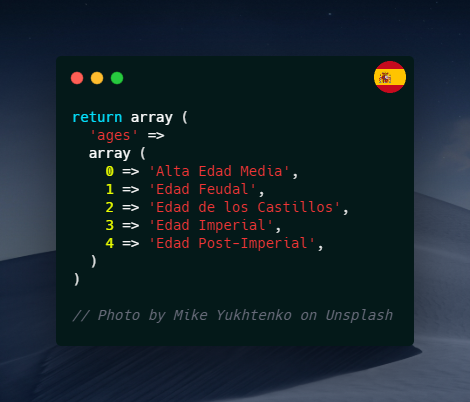 return array (
'ages' =>
array (
0 => 'Alta Edad Media',
1 => 'Edad Feudal',
2 => 'Edad de los Castillos',
3 => 'Edad Imperial',
4 => 'Edad Post-Imperial',
)
)
// Photo by Mike Yukhtenko on Unsplash